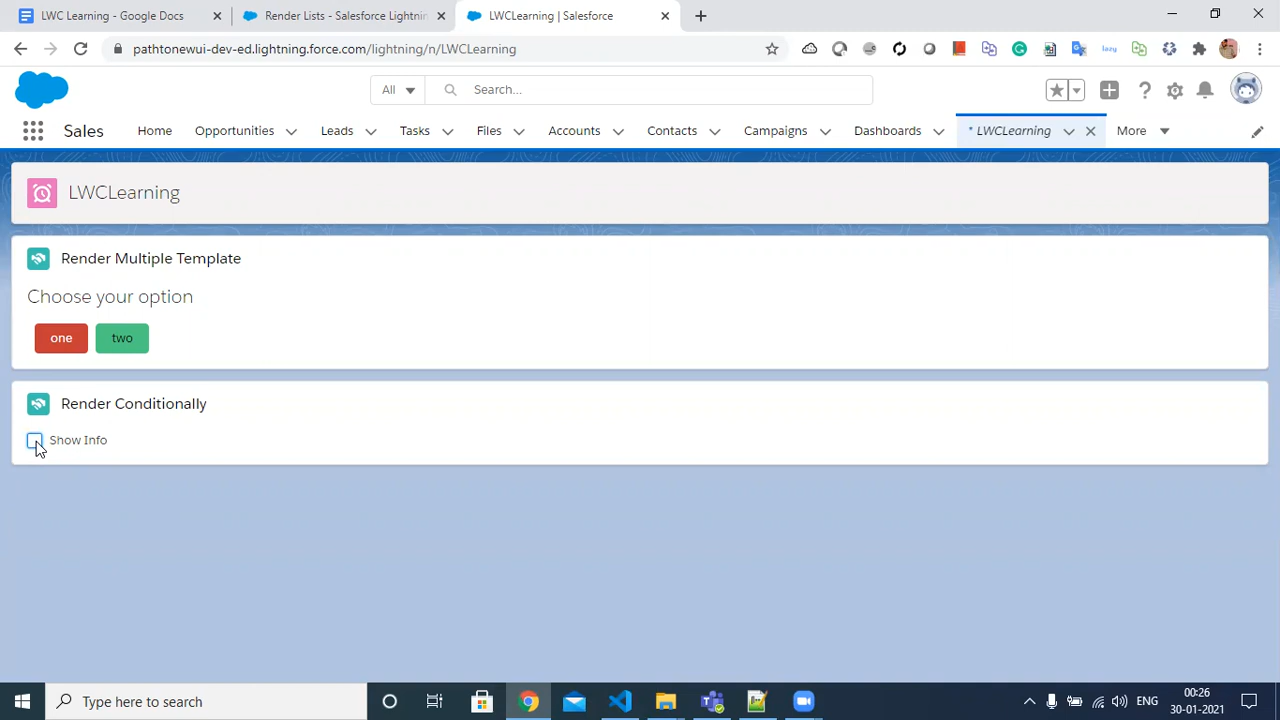 LWC Learning - Google Docs
Render Lists - Salesforce Lightnin
LWCLearning | Salesforce
pathtonewui-dev-ed.lightning.force.com/lightning/n/LWCLearning
lazy
All
Search...
Sales
Home
Opportunities
Leads
Tasks
Files
Accounts
Contacts
Campaigns
Dashboards
* LWCLearning
More
LWCLearning
Render Multiple Template
Choose your option
one
two
Render Conditionally
Show Info
Type here to search
ENG
00:26
30-01-2021